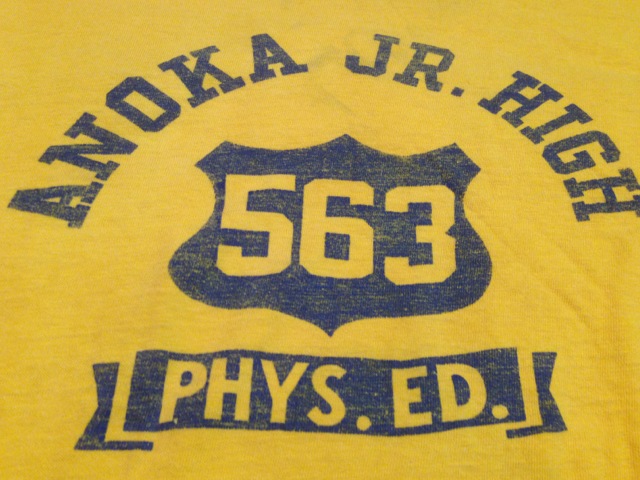 ANOKA JR. HIGH
563
PHYS. ED.